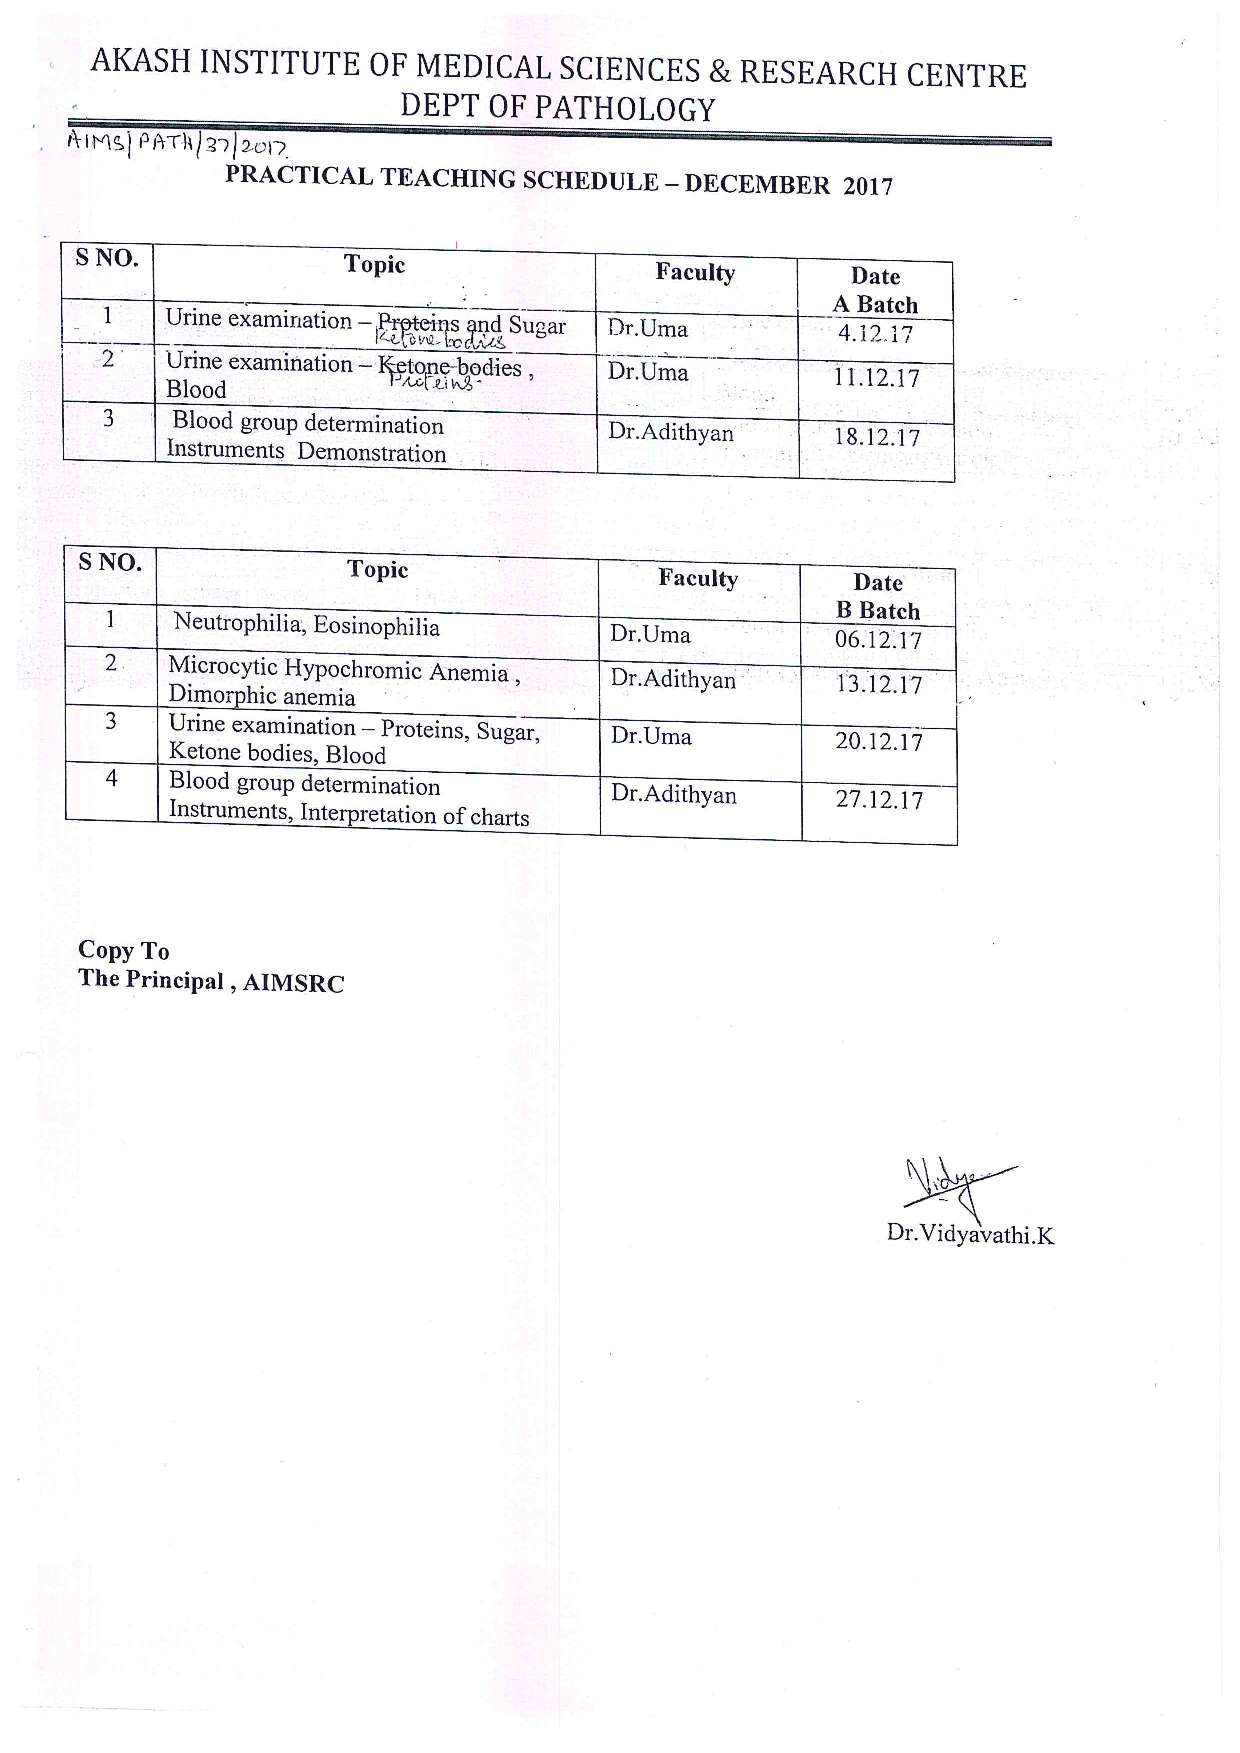 AKASH INSTITUTE OF MEDICAL SCIENCES & RESEARCH CENTRE
DEPT OF PATHOLOGY
AIMS|PATH/37/2017.
PRACTICAL TEACHING SCHEDULE – DECEMBER 2017
S NO. Topic Faculty Date
A Batch
1 Urine examination – Proteins and Sugar Dr.Uma 4.12.17
Ketone bodies
2 Urine examination – Ketone bodies , Dr.Uma 11.12.17
Proteins
Blood
3 Blood group determination Dr.Adithyan 18.12.17
Instruments Demonstration
S NO. Topic Faculty Date
B Batch
1 Neutrophilia, Eosinophilia Dr.Uma 06.12.17
2 Microcytic Hypochromic Anemia , Dr.Adithyan 13.12.17
Dimorphic anemia
3 Urine examination – Proteins, Sugar, Dr.Uma 20.12.17
Ketone bodies, Blood
4 Blood group determination Dr.Adithyan 27.12.17
Instruments, Interpretation of charts
Copy To
The Principal , AIMSRC
Vidya
Dr.Vidyavathi.K